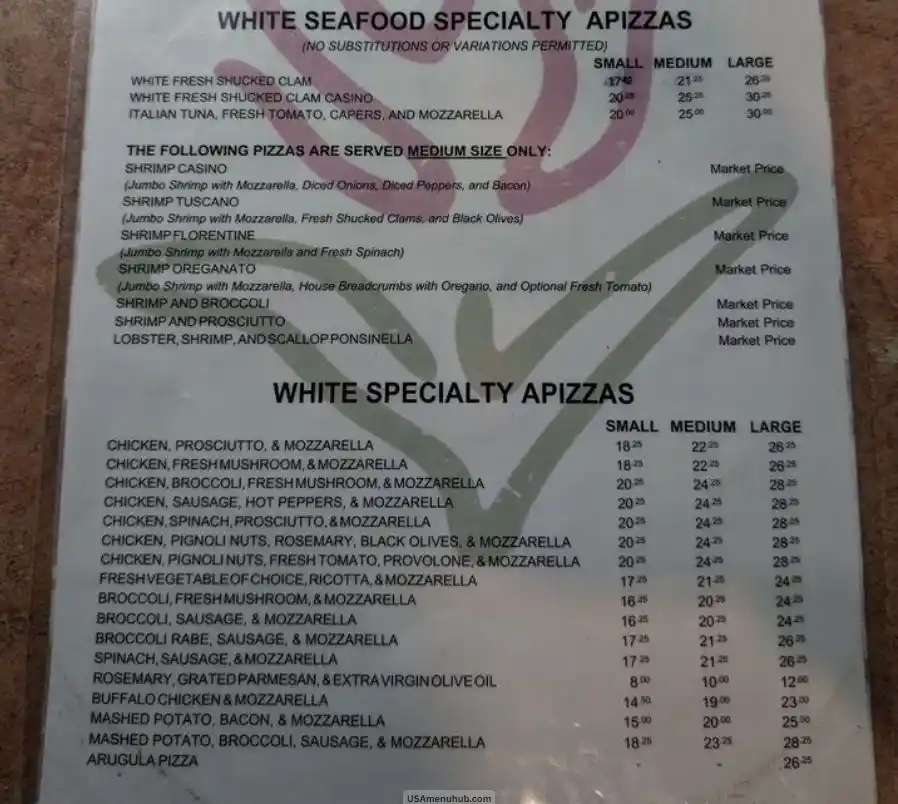 WHITE SEAFOOD SPECIALTY APIZZAS
(NO SUBSTITUTIONS OR VARIATIONS PERMITTED)
SMALL MEDIUM LARGE
WHITE FRESH SHUCKED CLAM 21.25 26.25
WHITE FRESH SHUCKED CLAM CASINO 20.25 25.25 30.25
ITALIAN TUNA, FRESH TOMATO, CAPERS, AND MOZZARELLA 20.00 25.00 30.00
THE FOLLOWING PIZZAS ARE SERVED MEDIUM SIZE ONLY:
SHRIMP CASINO Market Price
(Jumbo Shrimp with Mozzarella, Diced Onions, Diced Peppers, and Bacon)
SHRIMP TUSCANO Market Price
(Jumbo Shrimp with Mozzarella, Fresh Shucked Clams, and Black Olives)
SHRIMP FLORENTINE Market Price
(Jumbo Shrimp with Mozzarella and Fresh Spinach)
SHRIMP OREGANATO Market Price
(Jumbo Shrimp with Mozzarella, House Breadcrumbs with Oregano, and Optional Fresh Tomato)
SHRIMP AND BROCCOLI Market Price
SHRIMP AND PROSCIUTTO Market Price
LOBSTER, SHRIMP, AND SCALLOP PONSINELLA Market Price
WHITE SPECIALTY APIZZAS
SMALL MEDIUM LARGE
CHICKEN, PROSCIUTTO, & MOZZARELLA 18.25 22.25 26.25
CHICKEN, FRESH MUSHROOM, & MOZZARELLA 18.25 22.25 26.25
CHICKEN, BROCCOLI, FRESH MUSHROOM, & MOZZARELLA 20.25 24.25 28.25
CHICKEN, SAUSAGE, HOT PEPPERS, & MOZZARELLA 20.25 24.25 28.25
CHICKEN, SPINACH, PROSCIUTTO, & MOZZARELLA 20.25 24.25 28.25
CHICKEN, PIGNOLI NUTS, ROSEMARY, BLACK OLIVES, & MOZZARELLA 20.25 24.25 28.25
CHICKEN, PIGNOLI NUTS, FRESH TOMATO, PROVOLONE, & MOZZARELLA 20.25 24.25 28.25
FRESH VEGETABLE OF CHOICE, RICOTTA, & MOZZARELLA 17.25 21.25 24.25
BROCCOLI, FRESH MUSHROOM, & MOZZARELLA 16.25 20.25 24.25
BROCCOLI, SAUSAGE, & MOZZARELLA 16.25 20.25 24.25
BROCCOLI RABE, SAUSAGE, & MOZZARELLA 17.25 21.25 26.25
SPINACH, SAUSAGE, & MOZZARELLA 17.25 21.25 26.25
ROSEMARY, GRATED PARMESAN, & EXTRA VIRGIN OLIVE OIL 8.00 10.00 12.00
BUFFALO CHICKEN & MOZZARELLA 14.50 19.00 23.00
MASHED POTATO, BACON, & MOZZARELLA 15.00 20.00 25.00
MASHED POTATO, BROCCOLI, SAUSAGE, & MOZZARELLA 18.25 23.25 28.25
ARUGULA PIZZA - - 26.25
USAmenuhub.com